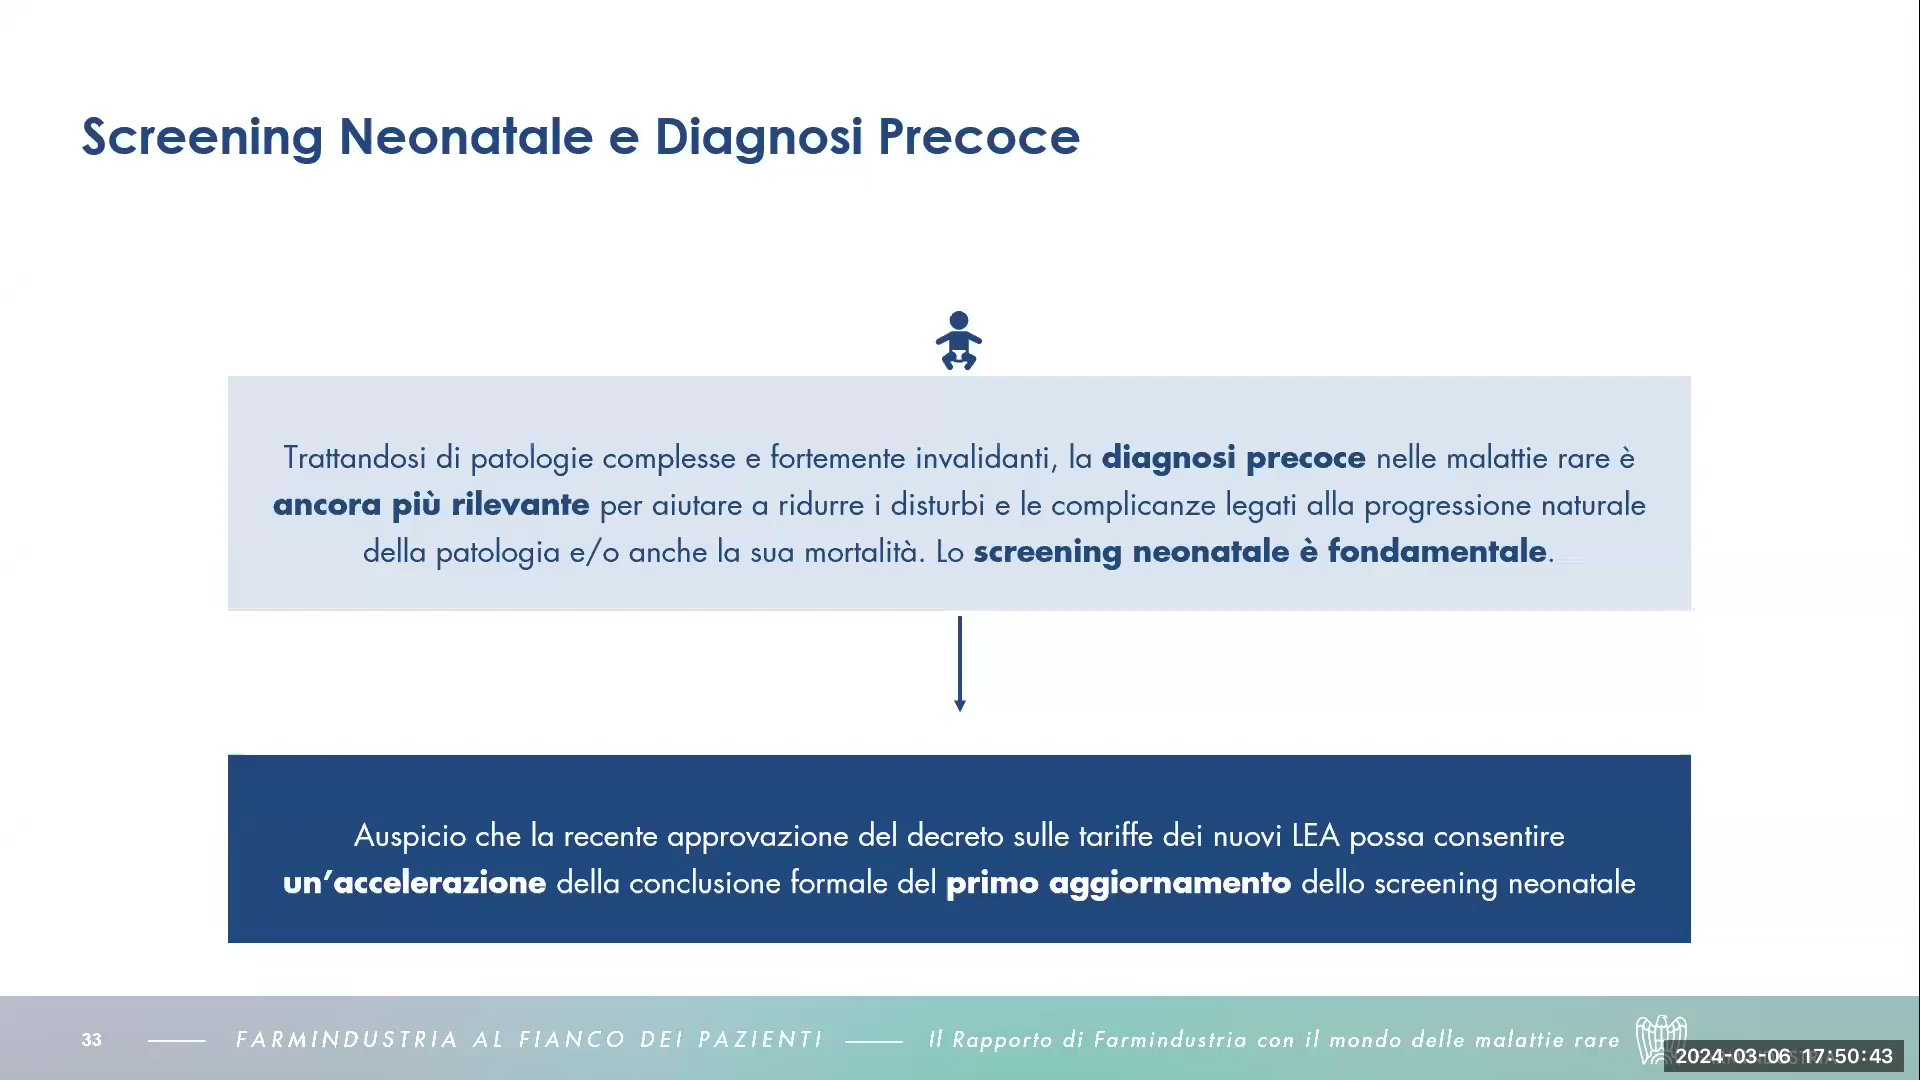 Screening Neonatale e Diagnosi Precoce
Trattandosi di patologie complesse e fortemente invalidanti, la diagnosi precoce nelle malattie rare è
ancora più rilevante per aiutare a ridurre i disturbi e le complicanze legati alla progressione naturale
della patologia e/o anche la sua mortalità. Lo screening neonatale è fondamentale.
Auspicio che la recente approvazione del decreto sulle tariffe dei nuovi LEA possa consentire
un’accelerazione della conclusione formale del primo aggiornamento dello screening neonatale
33 FARMINDUSTRIA AL FIANCO DEI PAZIENTI Il Rapporto di Farmindustria con il mondo delle malattie rare
2024-03-06 17:50:43